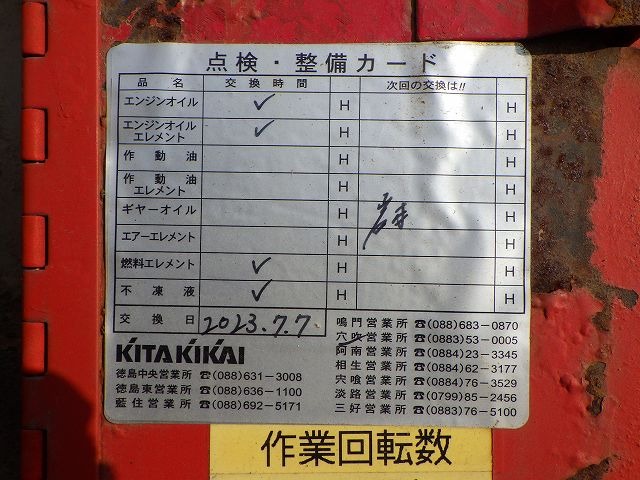 点検・整備カード
品名 交換時間 次回の交換は!!
エンジンオイル ✓ H H
エンジンオイルエレメント ✓ H H
作動油 H H
作動油エレメント H H
ギヤーオイル H H
エアーエレメント H H
燃料エレメント ✓ H H
不凍液 ✓ H H
交換日 2023.7.7
KITAKIKAI
徳島中央営業所 ☎(088)631-3008
徳島東営業所 ☎(088)636-1100
藍住営業所 ☎(088)692-5171
鳴門営業所 ☎(088)683-0870
穴吹営業所 ☎(0883)53-0005
阿南営業所 ☎(0884)23-3345
相生営業所 ☎(0884)62-3177
宍喰営業所 ☎(0884)76-3529
淡路営業所 ☎(0799)85-2456
三好営業所 ☎(0883)76-5100
作業回転数